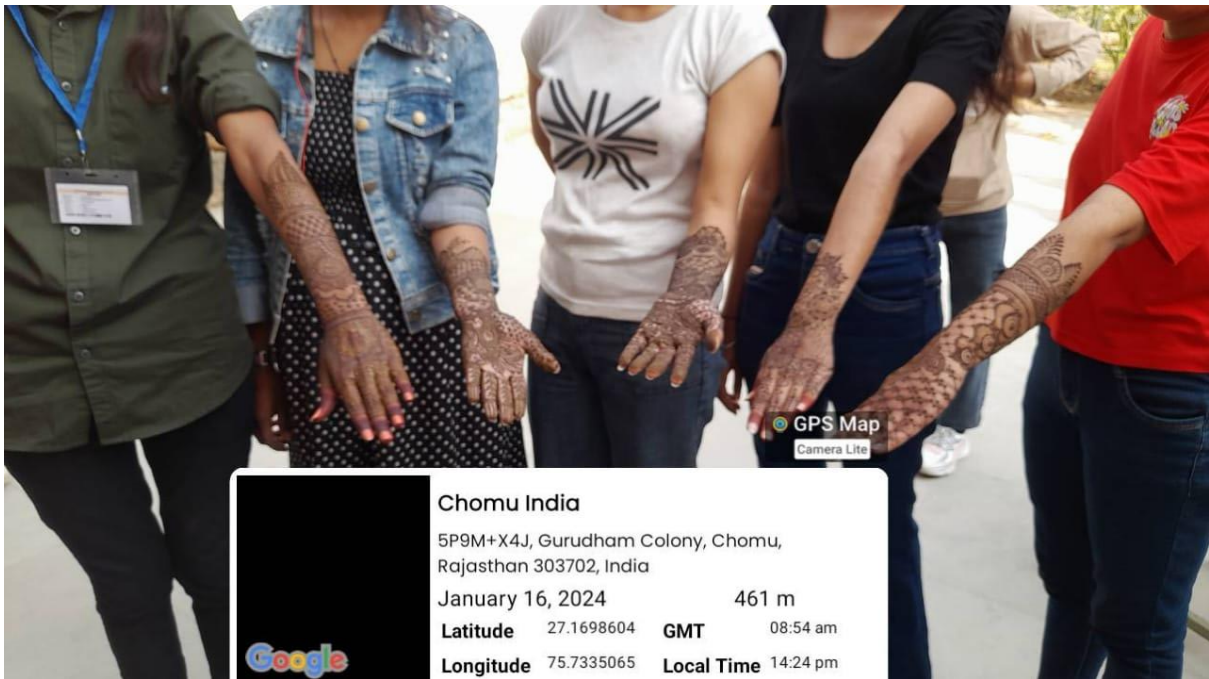 GPS Map
Camera Lite
Chomu India
5P9M+X4J, Gurudham Colony, Chomu,
Rajasthan 303702, India
January 16, 2024 461 m
Latitude 27.1698604 GMT 08:54 am
Longitude 75.7335065 Local Time 14:24 pm
Google